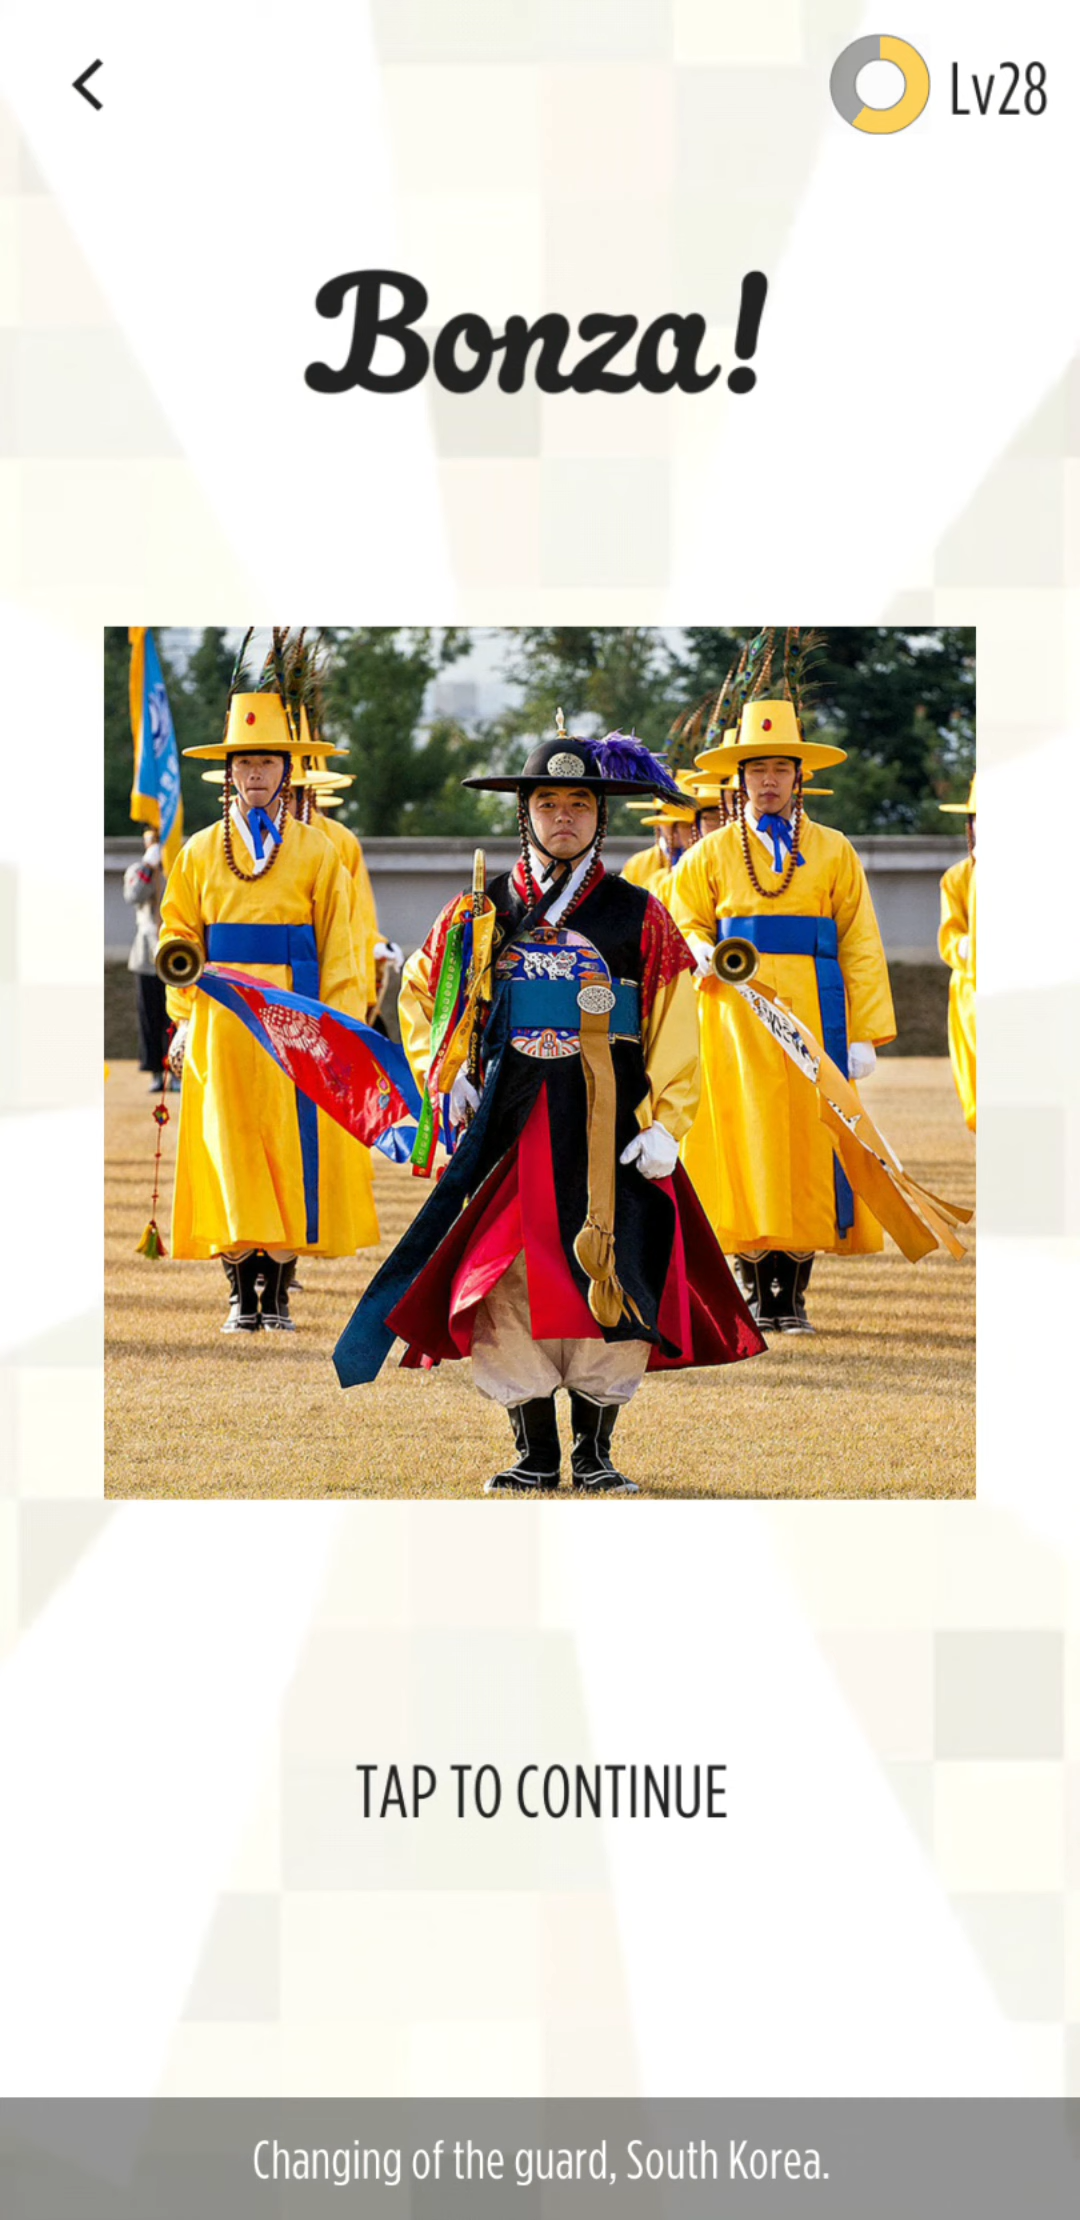 Lv28
Bonza!
TAP TO CONTINUE
Changing of the guard, South Korea.